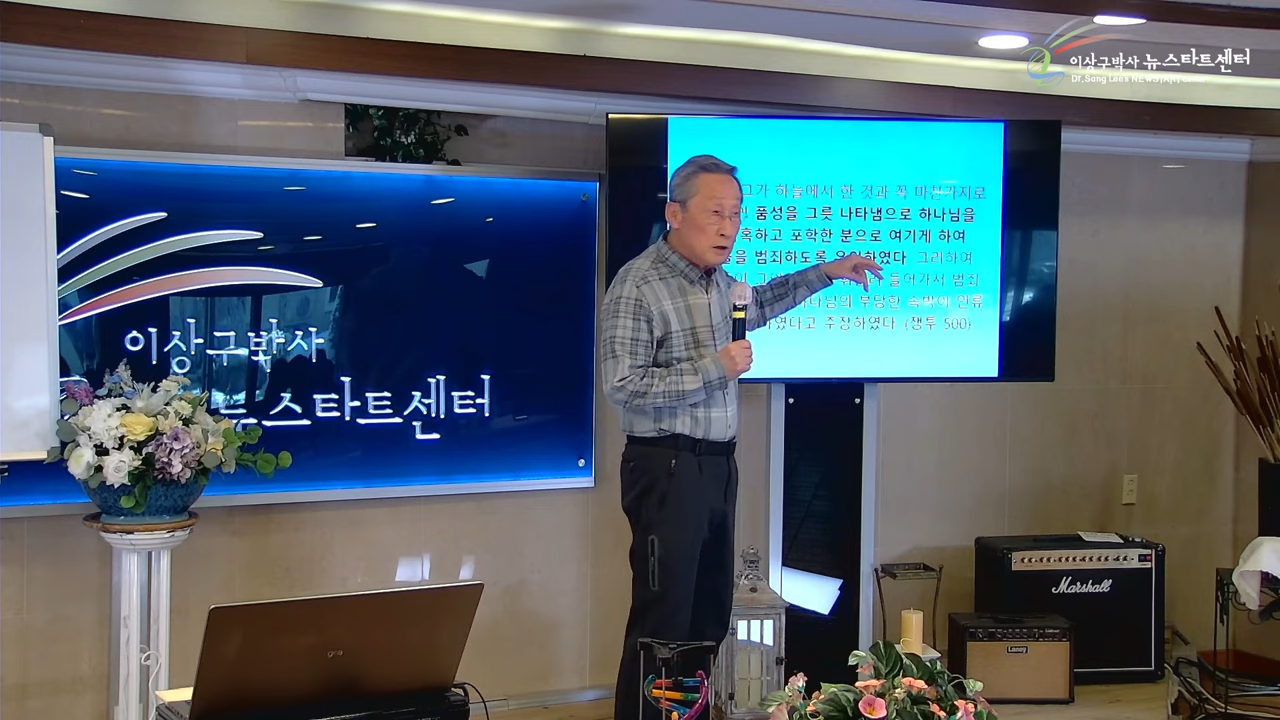 이상구박사 뉴스타트센터
Dr. Sang Lee's NEWSTART Center
이상구박사
뉴스타트센터
그가 하늘에서 한 것과 꼭 마찬가지로
품성을 그릇 나타냄으로 하나님을
혹하고 포학한 분으로 여기게 하여
을 범죄하도록 유인하였다. 그리하여
들어가서 범죄
하나님의 부당한 속박이 인류
하였다고 주장하였다 (쟁투 500)
Marshall
Laney
gram